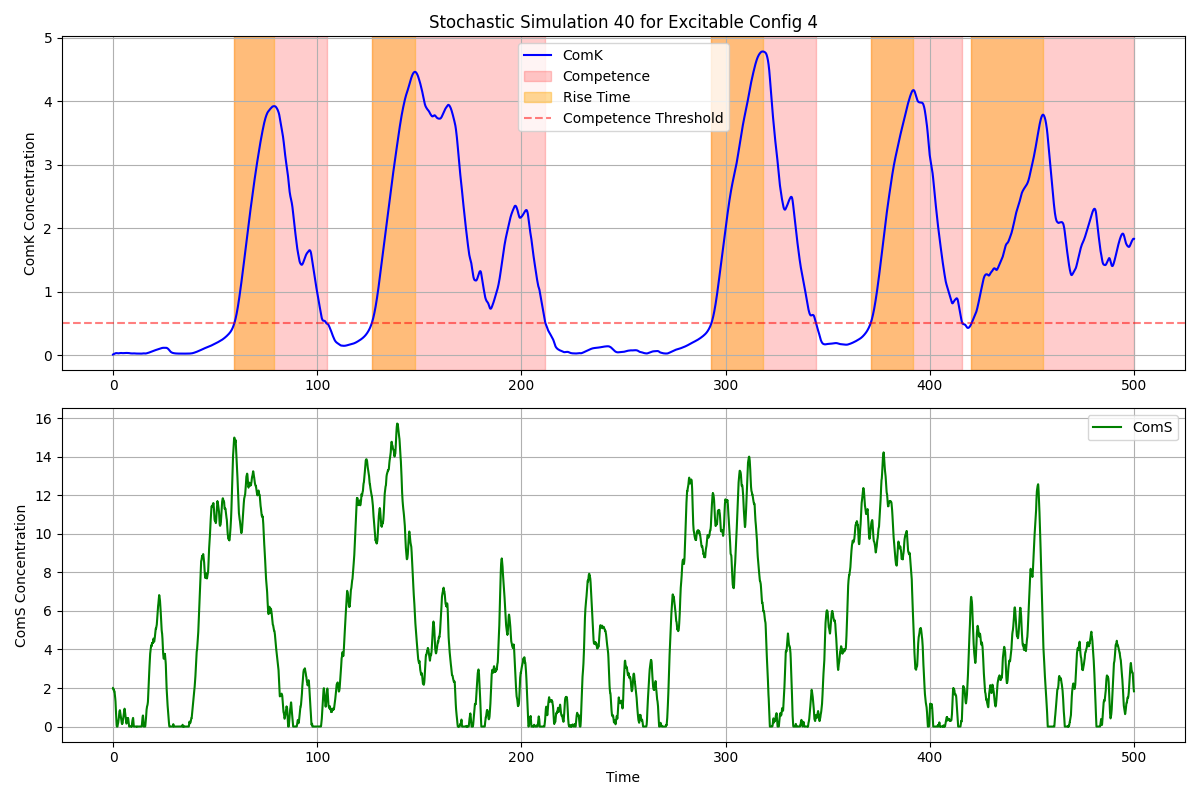 Stochastic Simulation 40 for Excitable Config 4
ComK Concentration
5
4
3
2
1
0
ComK
Competence
Rise Time
Competence Threshold
0 100 200 300 400 500
ComS Concentration
16
14
12
10
8
6
4
2
0
ComS
0 100 200 300 400 500
Time